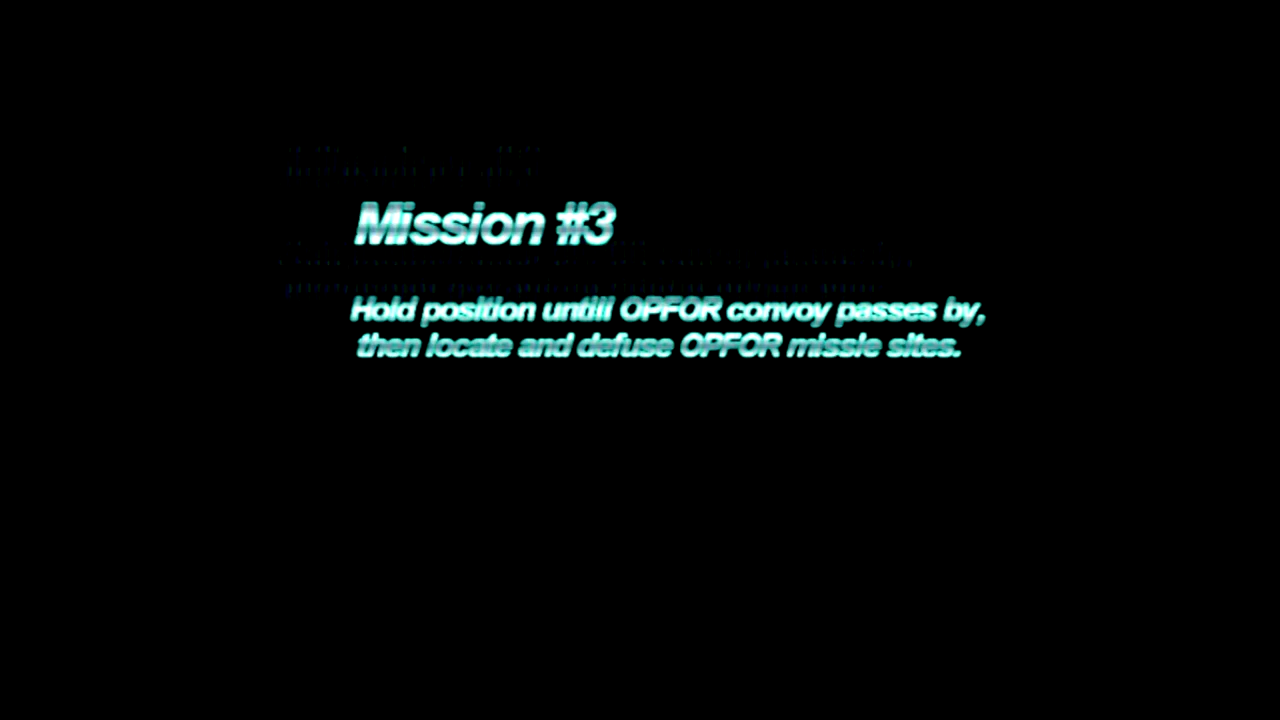 Mission #3
Hold position untill OPFOR convoy passes by,
then locate and defuse OPFOR missle sites.